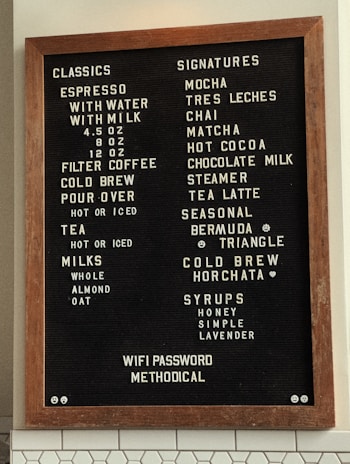 CLASSICS
ESPRESSO
WITH WATER
WITH MILK
4.5 OZ
8 OZ
12 OZ
FILTER COFFEE
COLD BREW
POUR OVER
HOT OR ICED
TEA
HOT OR ICED
MILKS
WHOLE
ALMOND
OAT
SIGNATURES
MOCHA
TRES LECHES
CHAI
MATCHA
HOT COCOA
CHOCOLATE MILK
STEAMER
TEA LATTE
SEASONAL
BERMUDA
TRIANGLE
COLD BREW
HORCHATA
SYRUPS
HONEY
SIMPLE
LAVENDER
WIFI PASSWORD
METHODICAL